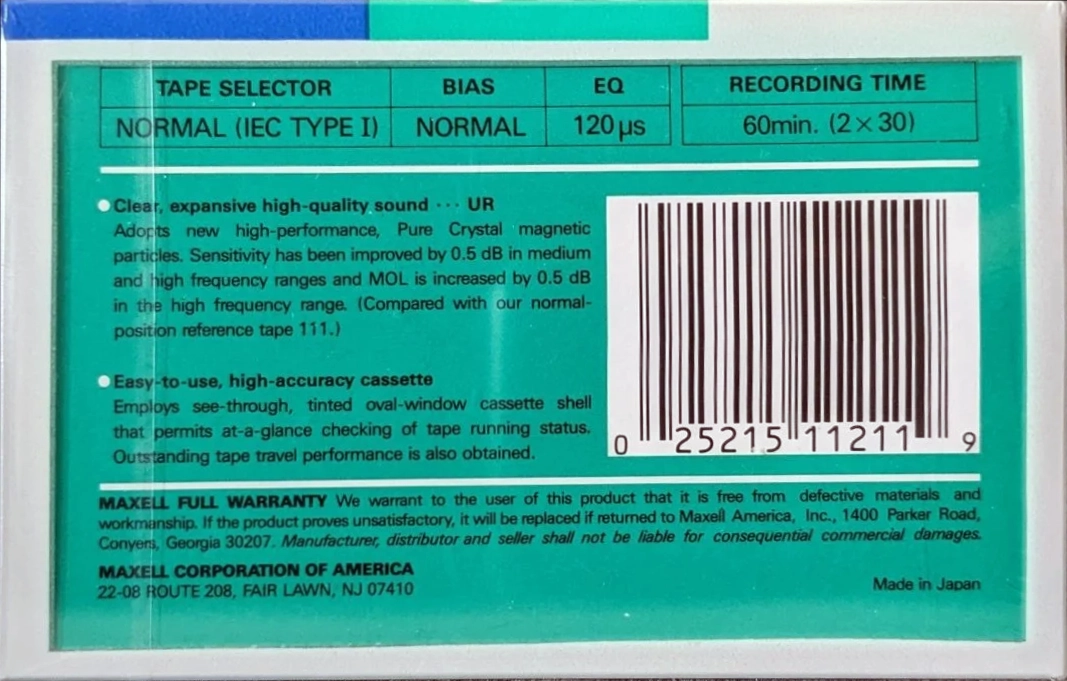 TAPE SELECTOR BIAS EQ RECORDING TIME
NORMAL (IEC TYPE I) NORMAL 120 μs 60min. (2 × 30)
● Clear, expansive high-quality sound ··· UR
Adopts new high-performance, Pure Crystal magnetic
particles. Sensitivity has been improved by 0.5 dB in medium
and high frequency ranges and MOL is increased by 0.5 dB
in the high frequency range. (Compared with our normal-
position reference tape 111.)
● Easy-to-use, high-accuracy cassette
Employs see-through, tinted oval-window cassette shell
that permits at-a-glance checking of tape running status.
Outstanding tape travel performance is also obtained.
0 25215 11211 9
MAXELL FULL WARRANTY We warrant to the user of this product that it is free from defective materials and
workmanship. If the product proves unsatisfactory, it will be replaced if returned to Maxell America, Inc., 1400 Parker Road,
Conyers, Georgia 30207. Manufacturer, distributor and seller shall not be liable for consequential commercial damages.
MAXELL CORPORATION OF AMERICA
22-08 ROUTE 208, FAIR LAWN, NJ 07410
Made in Japan